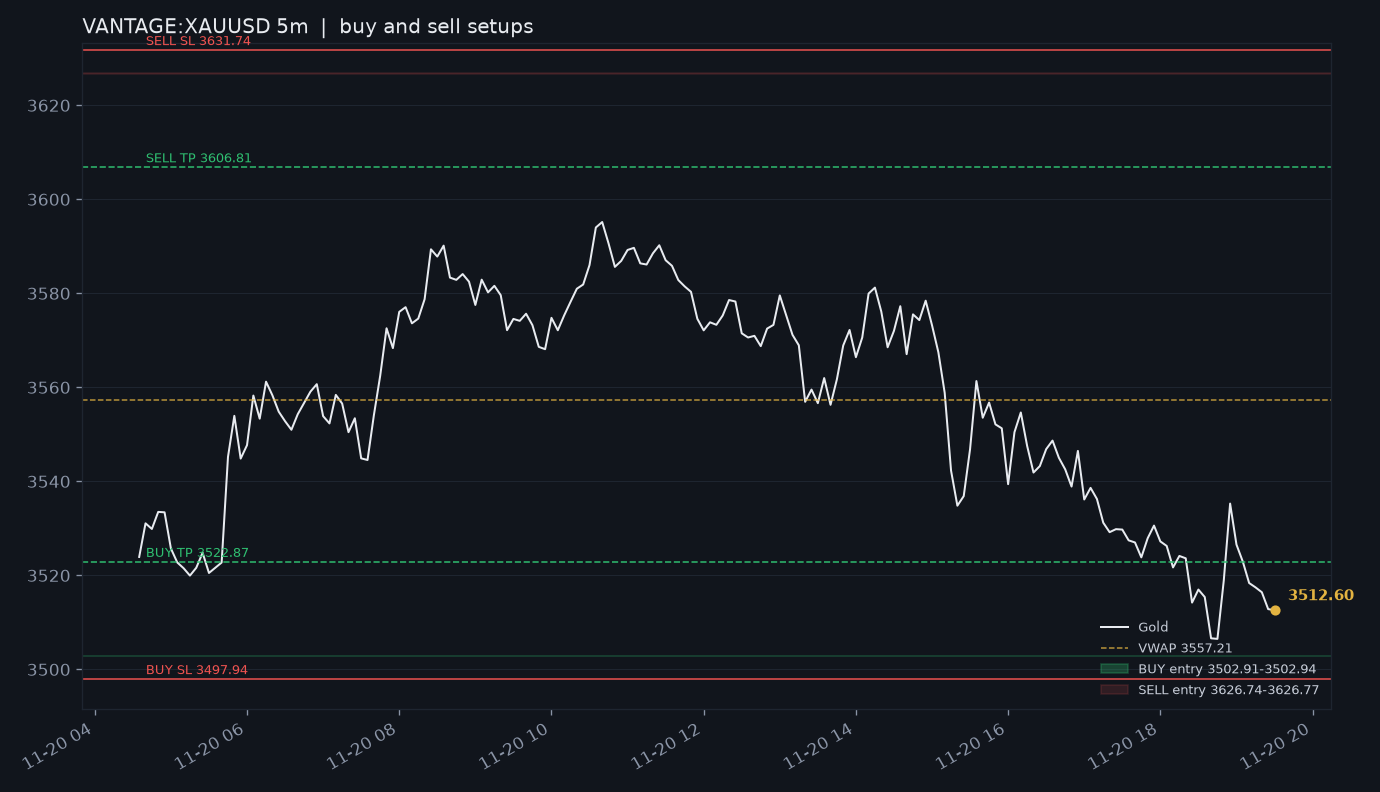 VANTAGE:XAUUSD 5m | buy and sell setups
SELL SL 3631.74
3620
SELL TP 3606.81
3600
3580
3560
3540
BUY TP 3522.87
3520
3512.60
Gold
VWAP 3557.21
BUY entry 3502.91-3502.94
SELL entry 3626.74-3626.77
3500
BUY SL 3497.94
11-20 04
11-20 06
11-20 08
11-20 10
11-20 12
11-20 14
11-20 16
11-20 18
11-20 20